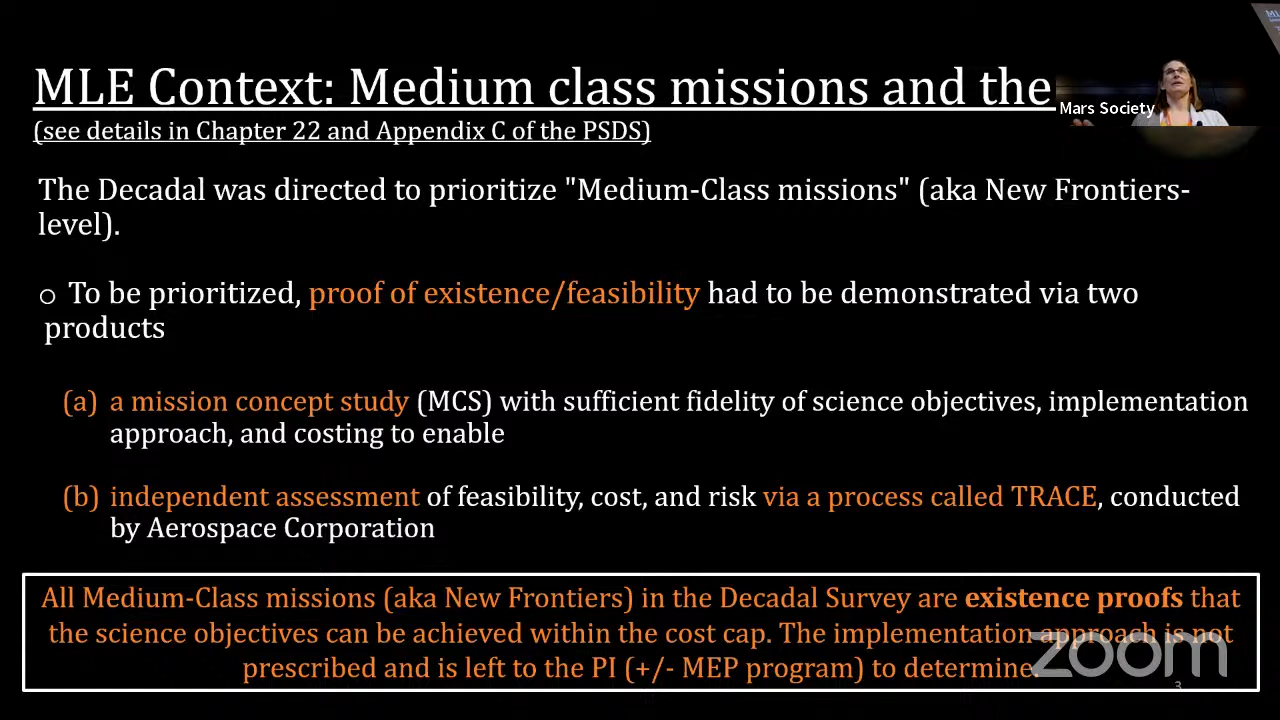 MLE Context: Medium class missions and the
Mars Society
(see details in Chapter 22 and Appendix C of the PSDS)
The Decadal was directed to prioritize "Medium-Class missions" (aka New Frontiers-
level).
o To be prioritized, proof of existence/feasibility had to be demonstrated via two
products
(a) a mission concept study (MCS) with sufficient fidelity of science objectives, implementation
approach, and costing to enable
(b) independent assessment of feasibility, cost, and risk via a process called TRACE, conducted
by Aerospace Corporation
All Medium-Class missions (aka New Frontiers) in the Decadal Survey are existence proofs that
the science objectives can be achieved within the cost cap. The implementation approach is not
prescribed and is left to the PI (+/- MEP program) to determine.
zoom
3